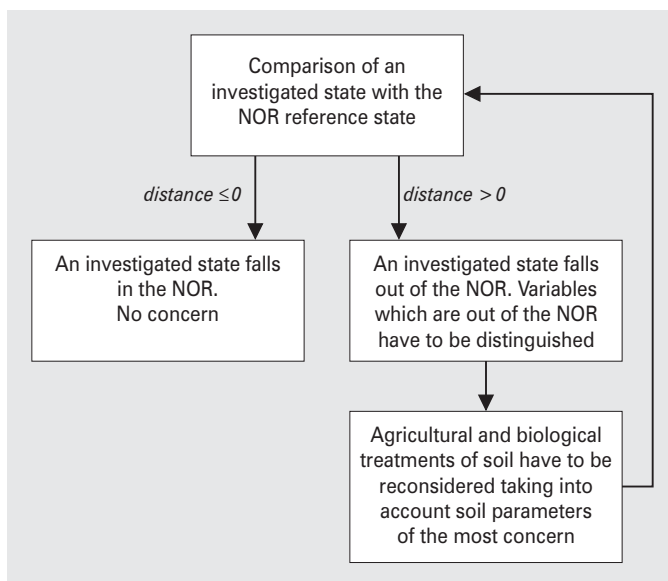 Comparison of an
investigated state with the
NOR reference state
distance ≤0
distance > 0
An investigated state falls
in the NOR.
No concern
An investigated state falls
out of the NOR. Variables
which are out of the NOR
have to be distinguished
Agricultural and biological
treatments of soil have to be
reconsidered taking into
account soil parameters
of the most concern